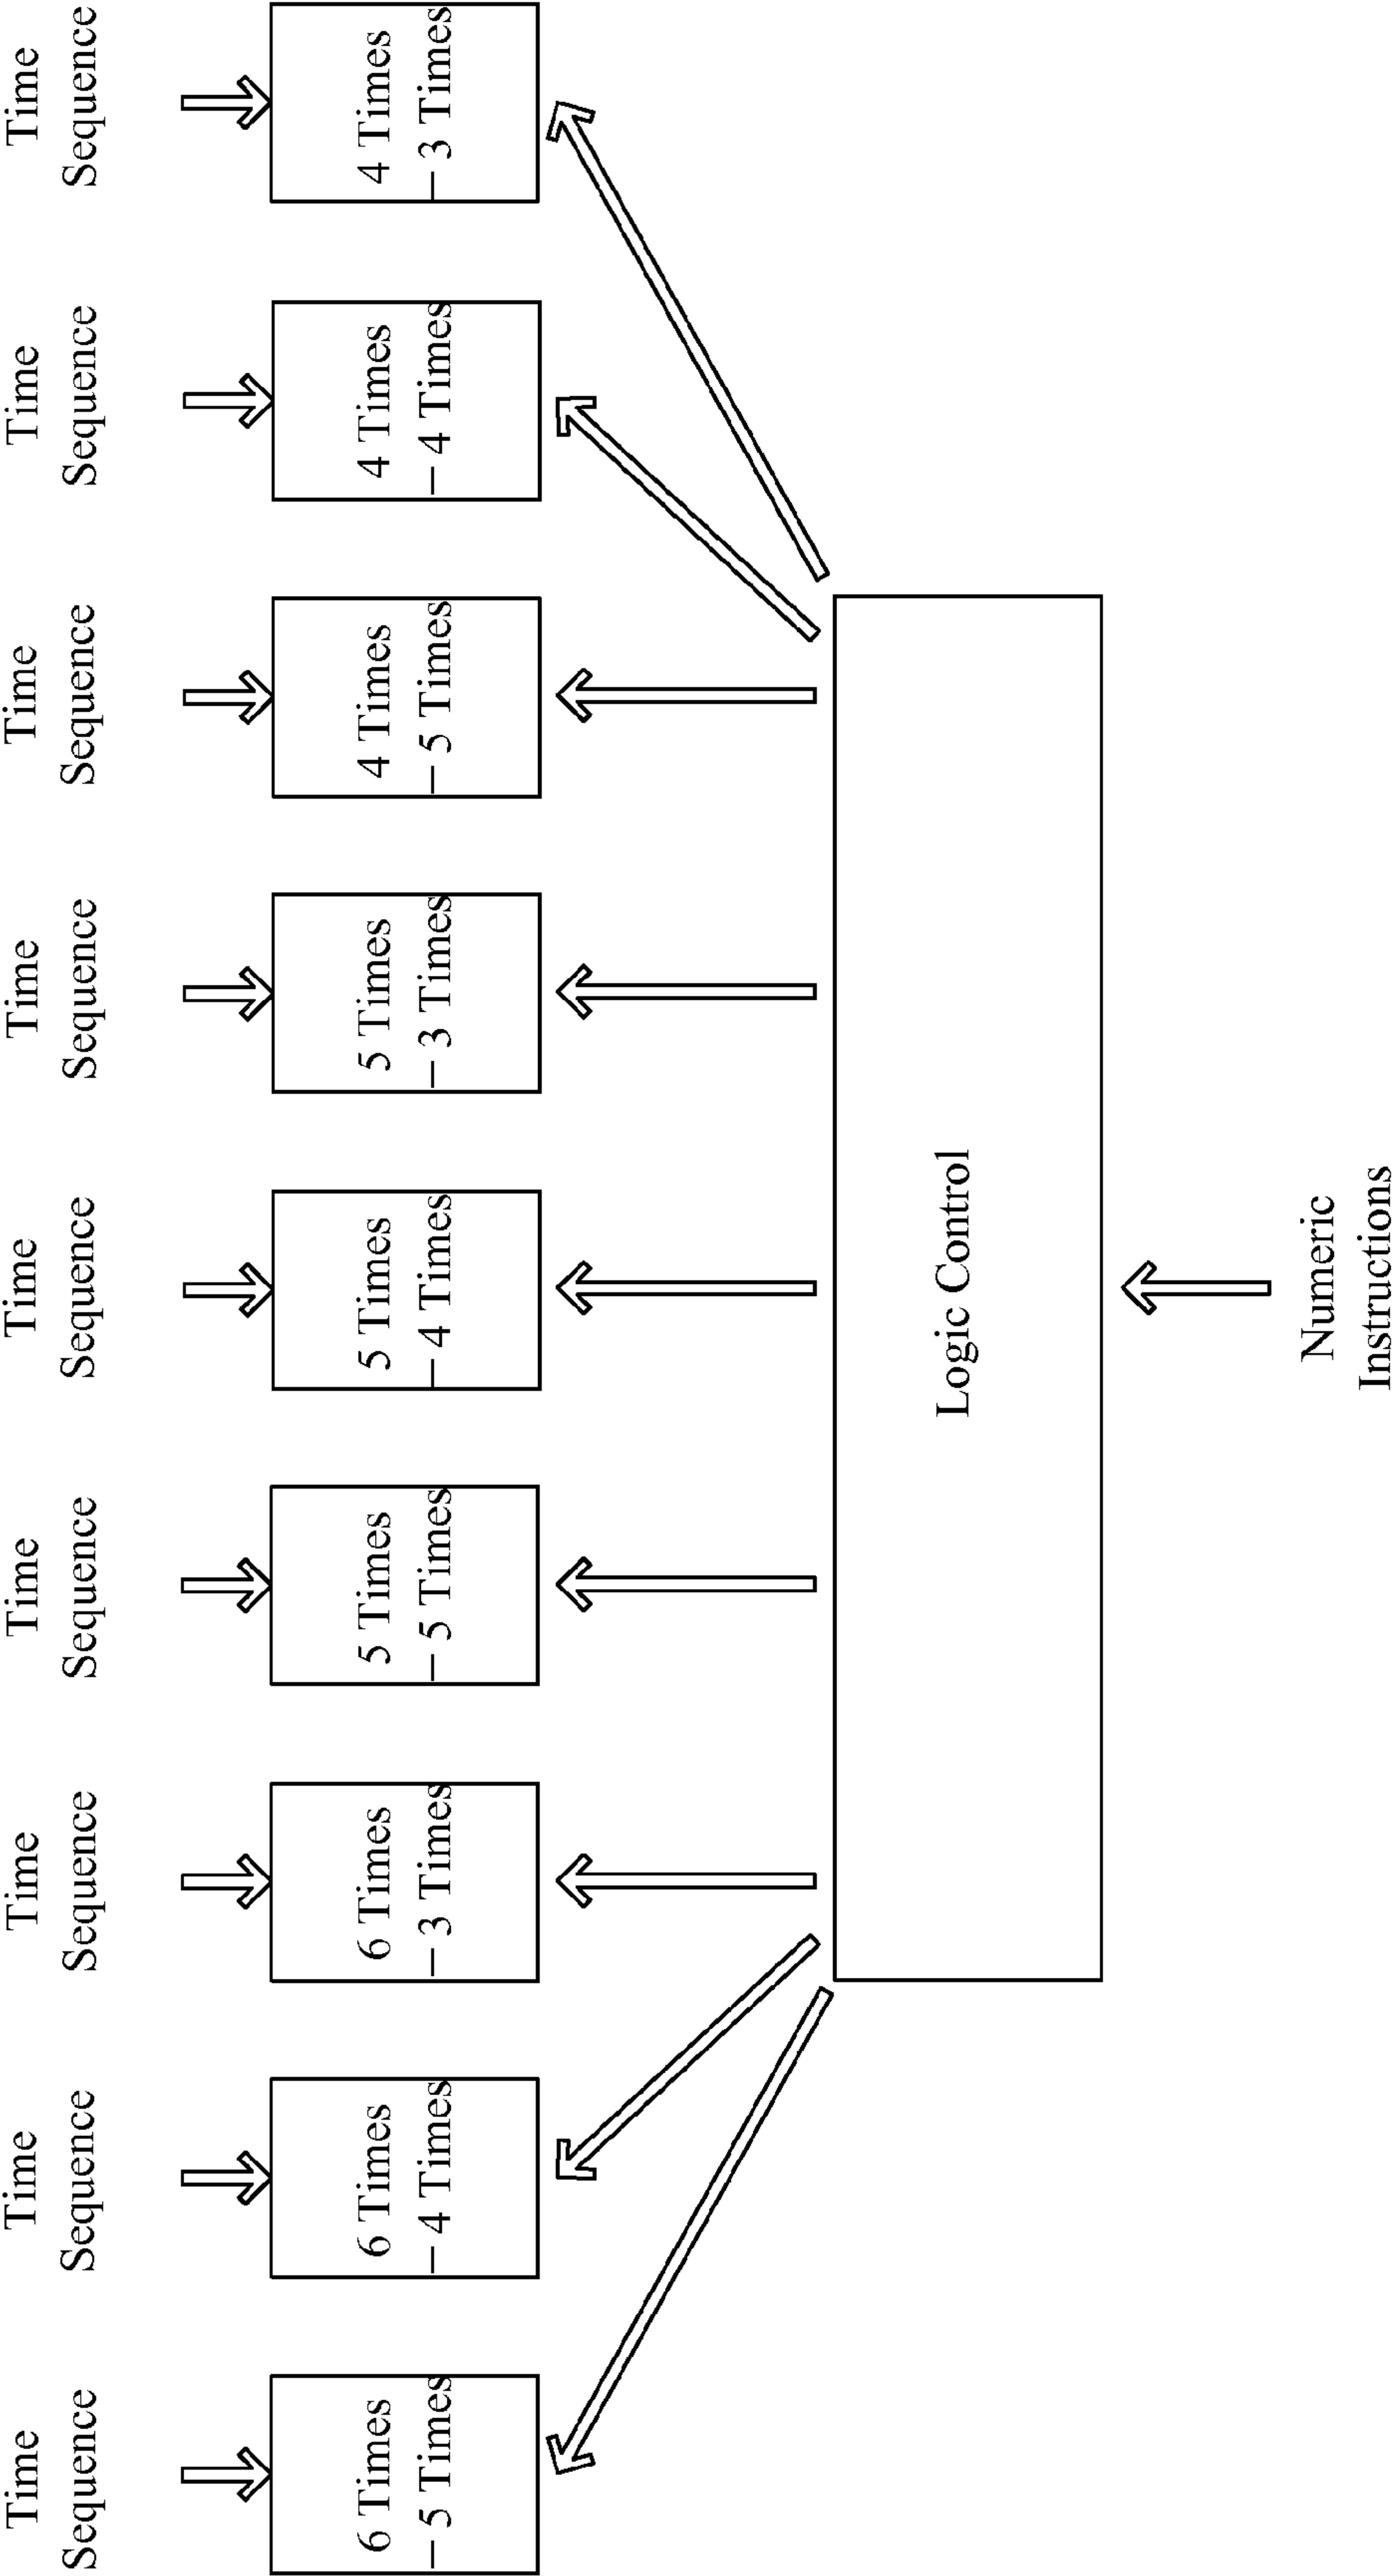 Time
Sequence
Time
Sequence
Time
Sequence
Time
Sequence
Time
Sequence
Time
Sequence
Time
Sequence
Time
Sequence
Time
Sequence
6 Times
– 5 Times
6 Times
– 4 Times
6 Times
– 3 Times
5 Times
– 5 Times
5 Times
– 4 Times
5 Times
– 3 Times
4 Times
– 5 Times
4 Times
– 4 Times
4 Times
– 3 Times
Logic Control
Numeric
Instructions